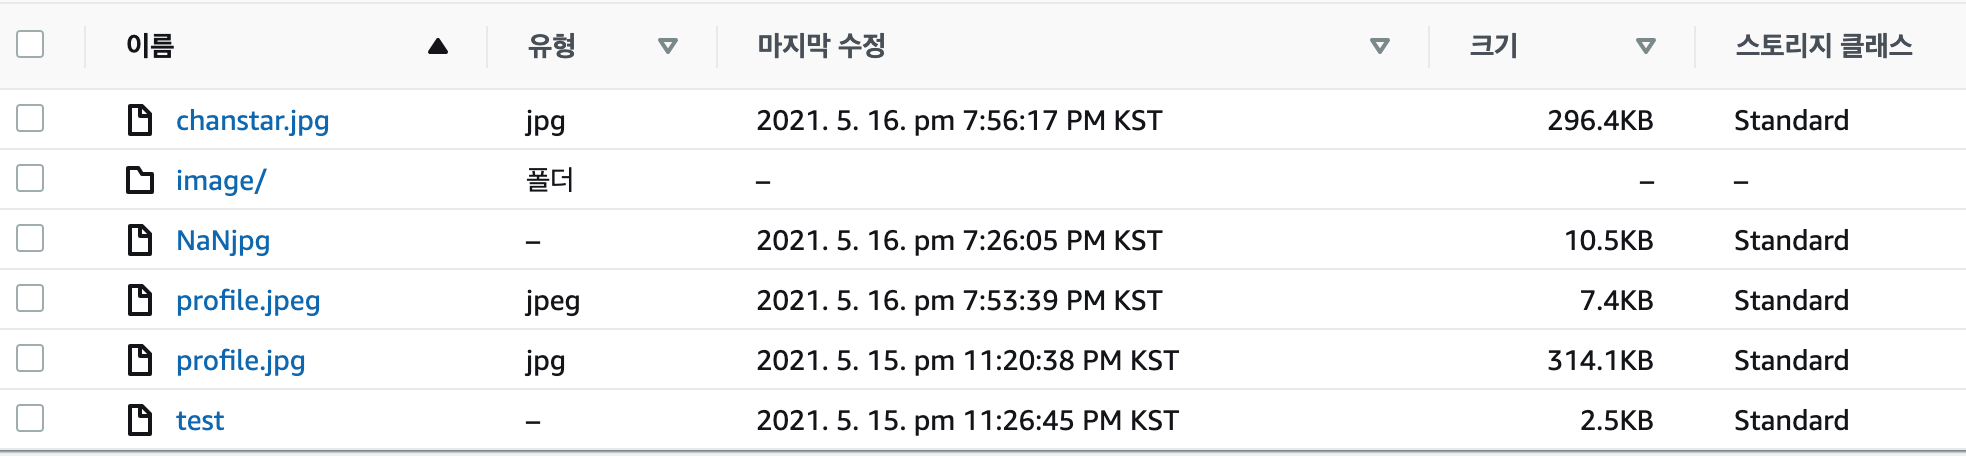 이름 유형 마지막 수정 크기 스토리지 클래스
chanstar.jpg jpg 2021. 5. 16. pm 7:56:17 PM KST 296.4KB Standard
image/ 폴더 – – –
NaNjpg – 2021. 5. 16. pm 7:26:05 PM KST 10.5KB Standard
profile.jpeg jpeg 2021. 5. 16. pm 7:53:39 PM KST 7.4KB Standard
profile.jpg jpg 2021. 5. 15. pm 11:20:38 PM KST 314.1KB Standard
test – 2021. 5. 15. pm 11:26:45 PM KST 2.5KB Standard